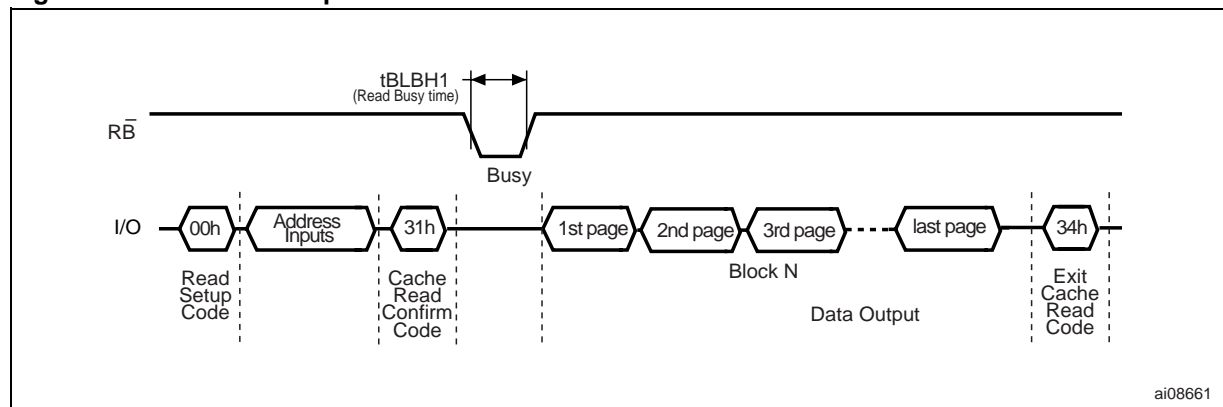 tBLBH1
(Read Busy time)
RB̅
Busy
I/O
00h
Address
Inputs
31h
1st page
2nd page
3rd page
last page
34h
Read
Setup
Code
Cache
Read
Confirm
Code
Block N
Data Output
Exit
Cache
Read
Code
ai08661